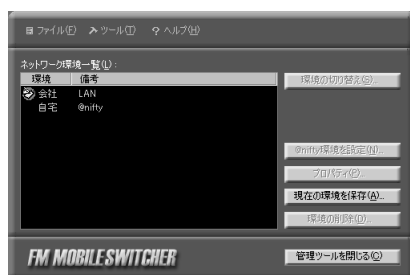 ファイル(F) ツール(T) ヘルプ(H)
ネットワーク環境一覧(L):
環境 備考
会社 LAN
自宅 @nifty
環境の切り替え(S)...
@nifty環境を設定(N)...
プロパティ(P)...
現在の環境を保存(A)...
環境の削除(D)...
FM MOBILE SWITCHER
管理ツールを閉じる(C)